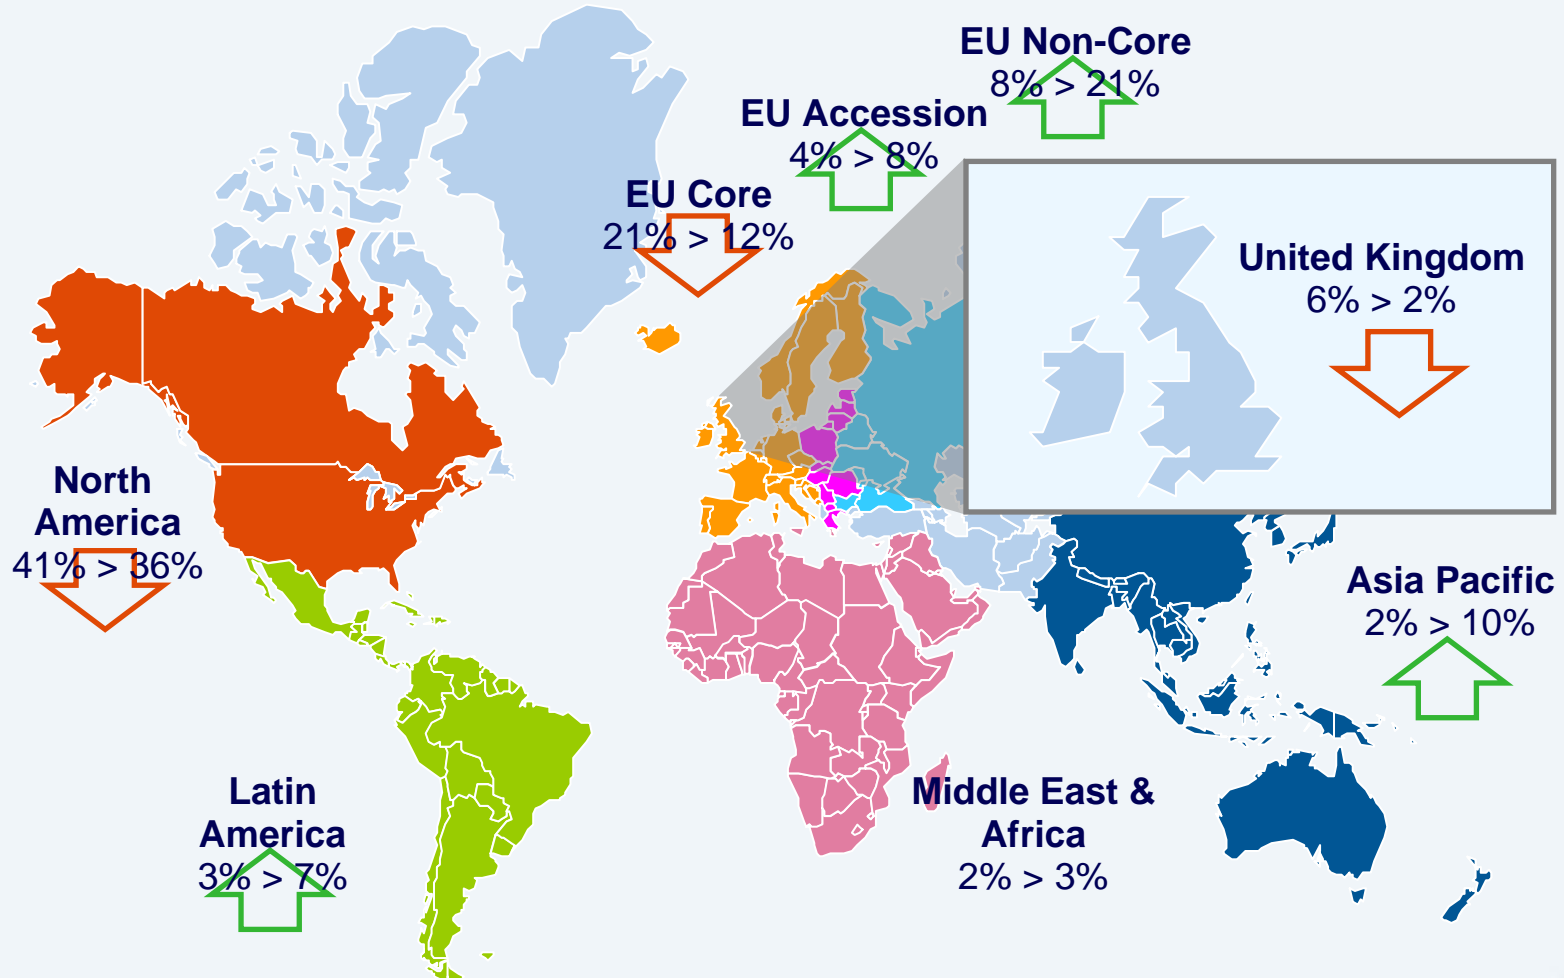 EU Non-Core
8% > 21%
EU Accession
4% > 8%
EU Core
21% > 12%
United Kingdom
6% > 2%
North
America
41% > 36%
Asia Pacific
2% > 10%
Latin
America
3% > 7%
Middle East &
Africa
2% > 3%